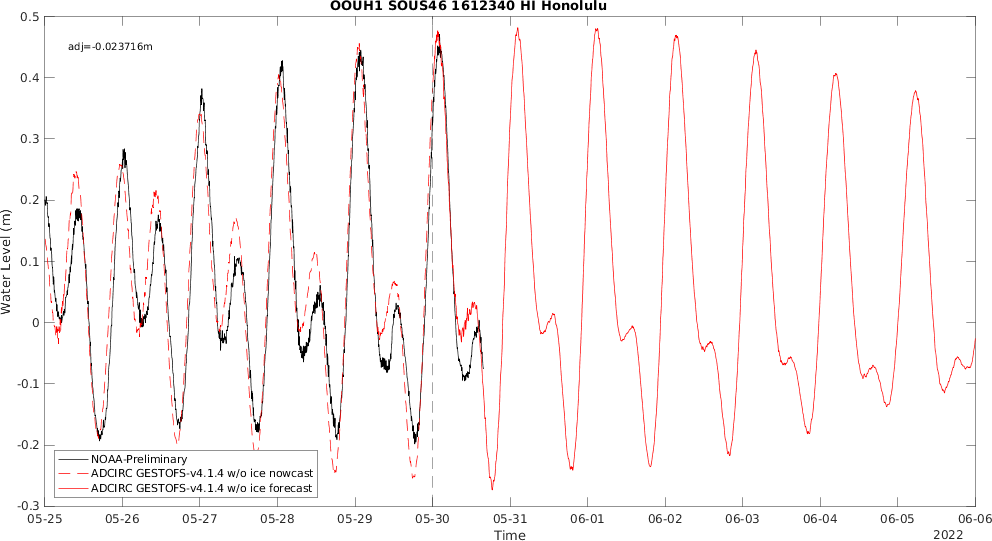 OOUH1 SOUS46 1612340 HI Honolulu
adj=-0.023716m
Water Level (m)
0.5
0.4
0.3
0.2
0.1
0
-0.1
-0.2
-0.3
NOAA-Preliminary
ADCIRC GESTOFS-v4.1.4 w/o ice nowcast
ADCIRC GESTOFS-v4.1.4 w/o ice forecast
05-25 05-26 05-27 05-28 05-29 05-30 05-31 06-01 06-02 06-03 06-04 06-05 06-06
Time
2022